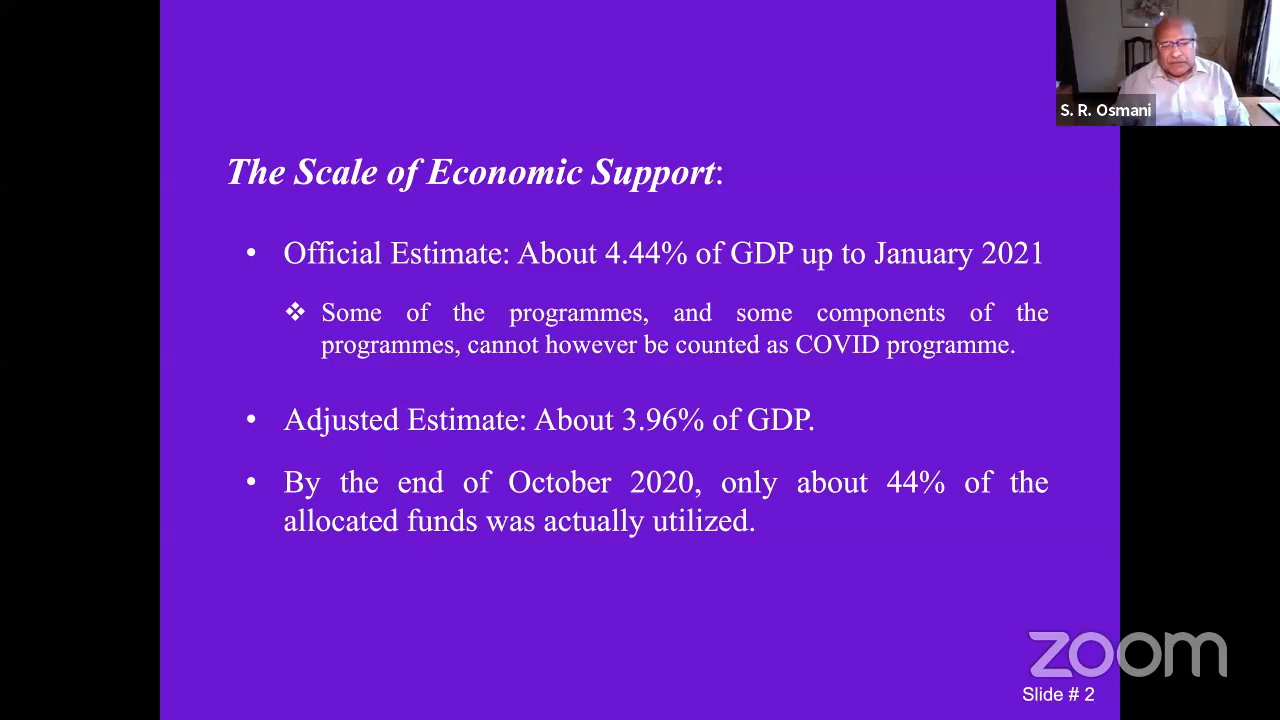 S. R. Osmani
The Scale of Economic Support:
• Official Estimate: About 4.44% of GDP up to January 2021
❖ Some of the programmes, and some components of the
programmes, cannot however be counted as COVID programme.
• Adjusted Estimate: About 3.96% of GDP.
• By the end of October 2020, only about 44% of the
allocated funds was actually utilized.
zoom
Slide # 2